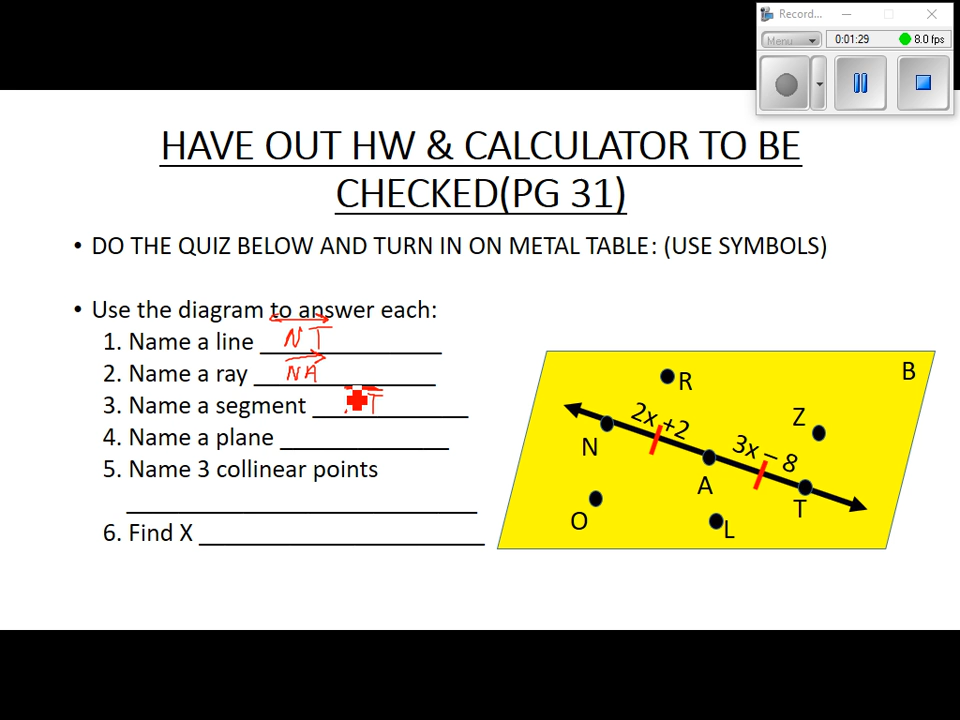 Record...
Menu
0:01:29
8.0 fps
HAVE OUT HW & CALCULATOR TO BE
CHECKED(PG 31)
• DO THE QUIZ BELOW AND TURN IN ON METAL TABLE: (USE SYMBOLS)
• Use the diagram to answer each:
1. Name a line NT
2. Name a ray NA
3. Name a segment T
4. Name a plane
5. Name 3 collinear points
6. Find X
B
R
Z
2x +2
3x – 8
N
A
T
O
L